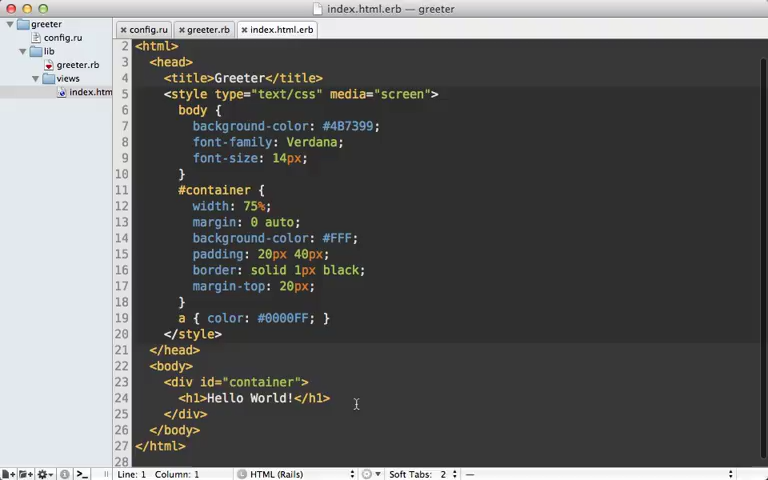 index.html.erb — greeter
greeter
config.ru
lib
greeter.rb
views
index.htm
config.ru
greeter.rb
index.html.erb
2 <html>
3 <head>
4 <title>Greeter</title>
5 <style type="text/css" media="screen">
6 body {
7 background-color: #4B7399;
8 font-family: Verdana;
9 font-size: 14px;
10 }
11 #container {
12 width: 75%;
13 margin: 0 auto;
14 background-color: #FFF;
15 padding: 20px 40px;
16 border: solid 1px black;
17 margin-top: 20px;
18 }
19 a { color: #0000FF; }
20 </style>
21 </head>
22 <body>
23 <div id="container">
24 <h1>Hello World!</h1>
25 </div>
26 </body>
27 </html>
28
Line: 1 Column: 1 HTML (Rails) Soft Tabs: 2 —